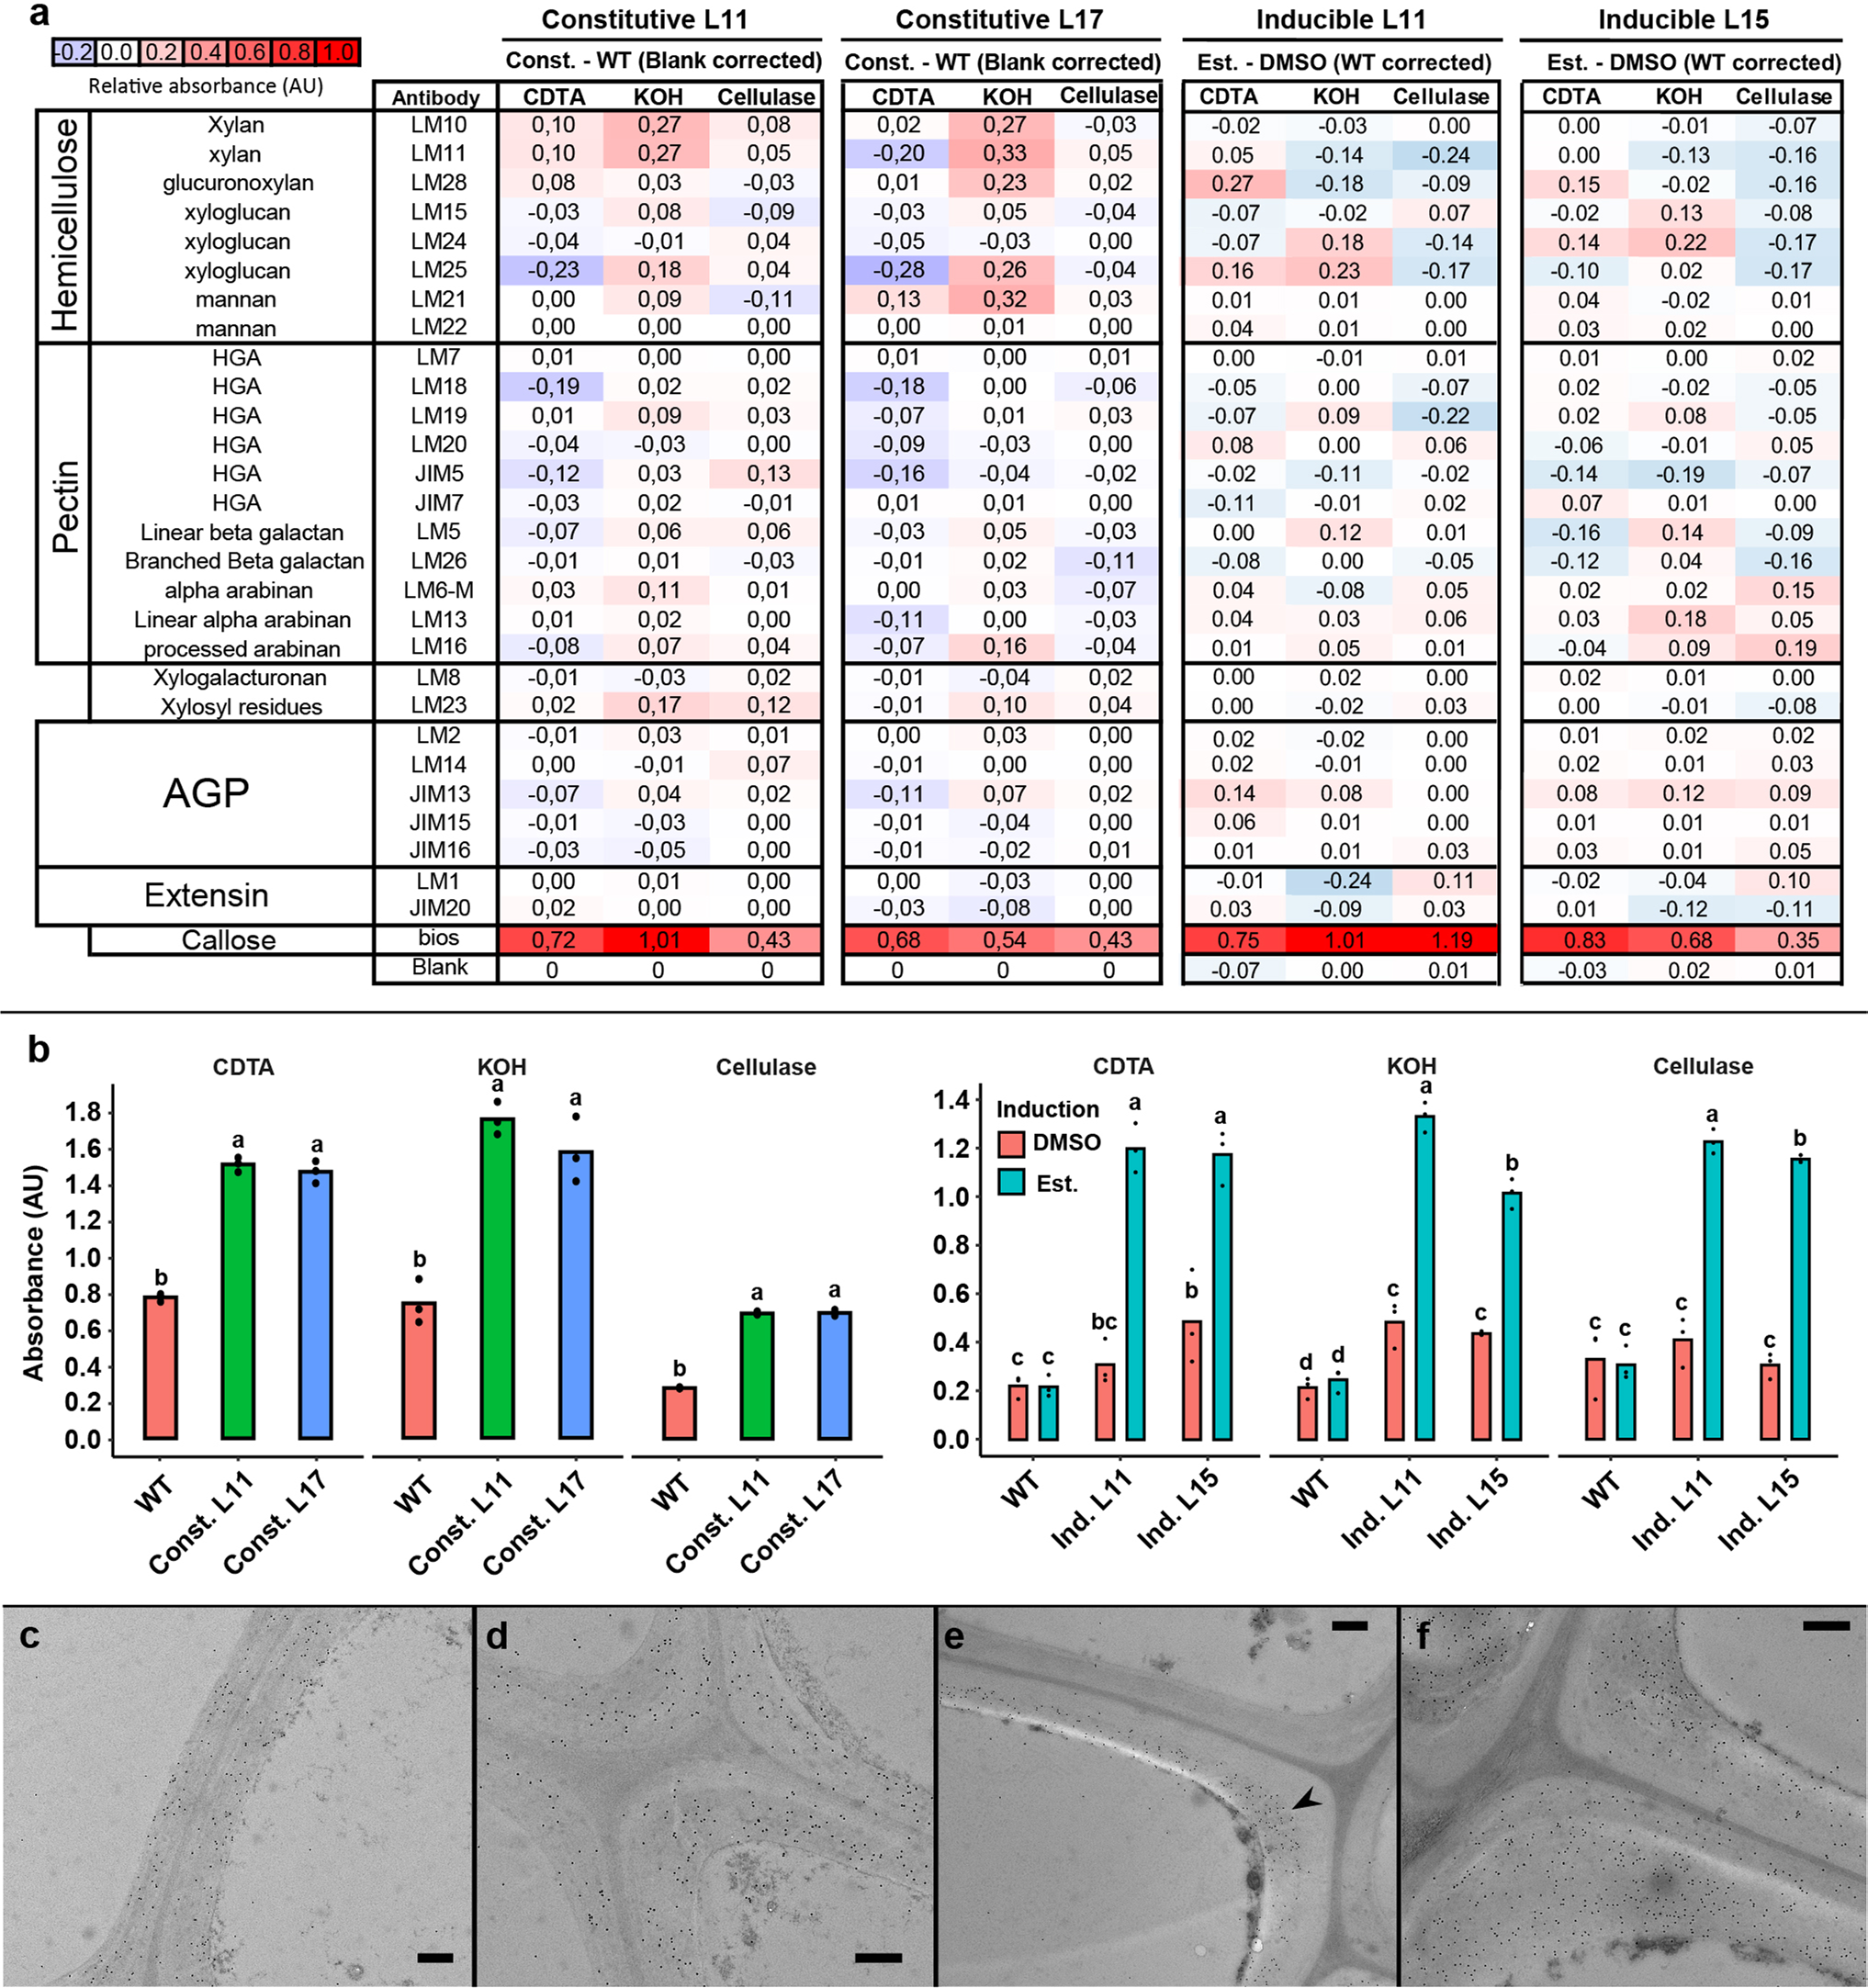 a
Constitutive L11 Constitutive L17 Inducible L11 Inducible L15
-0.2 0.0 0.2 0.4 0.6 0.8 1.0
Relative absorbance (AU)
Const. - WT (Blank corrected) Const. - WT (Blank corrected) Est. - DMSO (WT corrected) Est. - DMSO (WT corrected)
Antibody CDTA KOH Cellulase CDTA KOH Cellulase CDTA KOH Cellulase CDTA KOH Cellulase
Hemicellulose
Xylan LM10 0,10 0,27 0,08 0,02 0,27 -0,03 -0.02 -0.03 0.00 0.00 -0.01 -0.07
xylan LM11 0,10 0,27 0,05 -0,20 0,33 0,05 0.05 -0.14 -0.24 0.00 -0.13 -0.16
glucuronoxylan LM28 0,08 0,03 -0,03 0,01 0,23 0,02 0.27 -0.18 -0.09 0.15 -0.02 -0.16
xyloglucan LM15 -0,03 0,08 -0,09 -0,03 0,05 -0,04 -0.07 -0.02 0.07 -0.02 0.13 -0.08
xyloglucan LM24 -0,04 -0,01 0,04 -0,05 -0,03 0,00 -0.07 0.18 -0.14 0.14 0.22 -0.17
xyloglucan LM25 -0,23 0,18 0,04 -0,28 0,26 -0,04 0.16 0.23 -0.17 -0.10 0.02 -0.17
mannan LM21 0,00 0,09 -0,11 0,13 0,32 0,03 0.01 0.01 0.00 0.04 -0.02 0.01
mannan LM22 0,00 0,00 0,00 0,00 0,01 0,00 0.04 0.01 0.00 0.03 0.02 0.00
Pectin
HGA LM7 0,01 0,00 0,00 0,01 0,00 0,01 0.00 -0.01 0.01 0.01 0.00 0.02
HGA LM18 -0,19 0,02 0,02 -0,18 0,00 -0,06 -0.05 0.00 -0.07 0.02 -0.02 -0.05
HGA LM19 0,01 0,09 0,03 -0,07 0,01 0,03 -0.07 0.09 -0.22 0.02 0.08 -0.05
HGA LM20 -0,04 -0,03 0,00 -0,09 -0,03 0,00 0.08 0.00 0.06 -0.06 -0.01 0.05
HGA JIM5 -0,12 0,03 0,13 -0,16 -0,04 -0,02 -0.02 -0.11 -0.02 -0.14 -0.19 -0.07
HGA JIM7 -0,03 0,02 -0,01 0,01 0,01 0,00 -0.11 -0.01 0.02 0.07 0.01 0.00
Linear beta galactan LM5 -0,07 0,06 0,06 -0,03 0,05 -0,03 0.00 0.12 0.01 -0.16 0.14 -0.09
Branched Beta galactan LM26 -0,01 0,01 -0,03 -0,01 0,02 -0,11 -0.08 0.00 -0.05 -0.12 0.04 -0.16
alpha arabinan LM6-M 0,03 0,11 0,01 0,00 0,03 -0,07 0.04 -0.08 0.05 0.02 0.02 0.15
Linear alpha arabinan LM13 0,01 0,02 0,00 -0,11 0,00 -0,03 0.04 0.03 0.06 0.03 0.18 0.05
processed arabinan LM16 -0,08 0,07 0,04 -0,07 0,16 -0,04 0.01 0.05 0.01 -0.04 0.09 0.19
Xylogalacturonan LM8 -0,01 -0,03 0,02 -0,01 -0,04 0,02 0.00 0.02 0.00 0.02 0.01 0.00
Xylosyl residues LM23 0,02 0,17 0,12 -0,01 0,10 0,04 0.00 -0.02 0.03 0.00 -0.01 -0.08
AGP
LM2 -0,01 0,03 0,01 0,00 0,03 0,00 0.02 -0.02 0.00 0.01 0.02 0.02
LM14 0,00 -0,01 0,07 -0,01 0,00 0,00 0.02 -0.01 0.00 0.02 0.01 0.03
JIM13 -0,07 0,04 0,02 -0,11 0,07 0,02 0.14 0.08 0.00 0.08 0.12 0.09
JIM15 -0,01 -0,03 0,00 -0,01 -0,04 0,00 0.06 0.01 0.00 0.01 0.01 0.01
JIM16 -0,03 -0,05 0,00 -0,01 -0,02 0,01 0.01 0.01 0.03 0.03 0.01 0.05
Extensin
LM1 0,00 0,01 0,00 0,00 -0,03 0,00 -0.01 -0.24 0.11 -0.02 -0.04 0.10
JIM20 0,02 0,00 0,00 -0,03 -0,08 0,00 0.03 -0.09 0.03 0.01 -0.12 -0.11
Callose bios 0,72 1,01 0,43 0,68 0,54 0,43 0.75 1.01 1.19 0.83 0.68 0.35
Blank 0 0 0 0 0 0 -0.07 0.00 0.01 -0.03 0.02 0.01
b
CDTA KOH Cellulase
Absorbance (AU)
1.8
1.6
1.4
1.2
1.0
0.8
0.6
0.4
0.2
0.0
b a a b a a b a a
WT Const. L11 Const. L17 WT Const. L11 Const. L17 WT Const. L11 Const. L17
CDTA KOH Cellulase
Induction
DMSO
Est.
1.4
1.2
1.0
0.8
0.6
0.4
0.2
0.0
c c bc a b a d d c a c b c c c a c b
WT Ind. L11 Ind. L15 WT Ind. L11 Ind. L15 WT Ind. L11 Ind. L15
c d e f